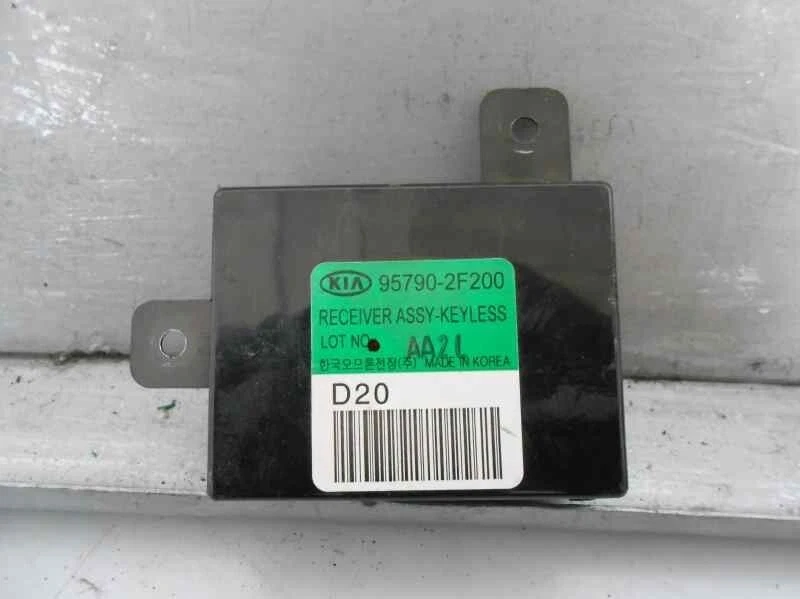 KIA 95790-2F200
RECEIVER ASSY-KEYLESS
LOT NO. AA21
한국오므론전장(주) MADE IN KOREA
D20